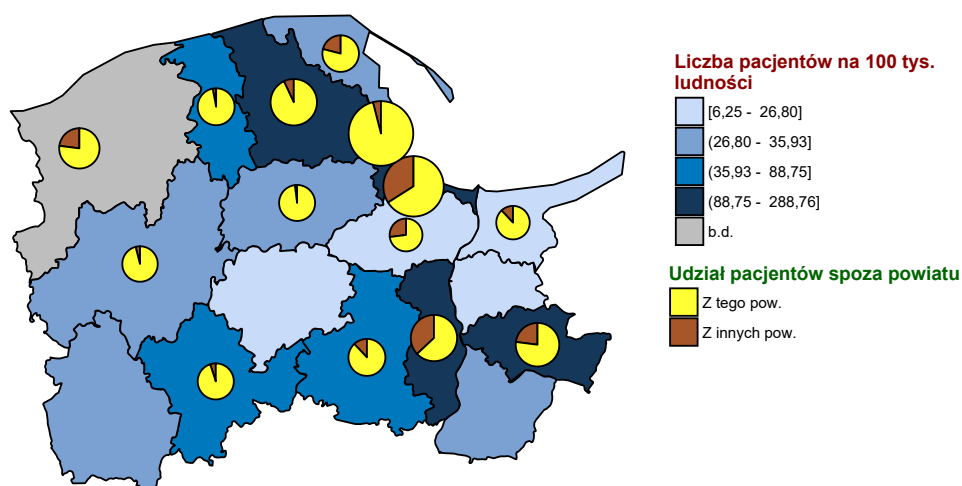 Liczba pacjentów na 100 tys.
ludności
[6,25 - 26,80]
(26,80 - 35,93]
(35,93 - 88,75]
(88,75 - 288,76]
b.d.
Udział pacjentów spoza powiatu
Z tego pow.
Z innych pow.